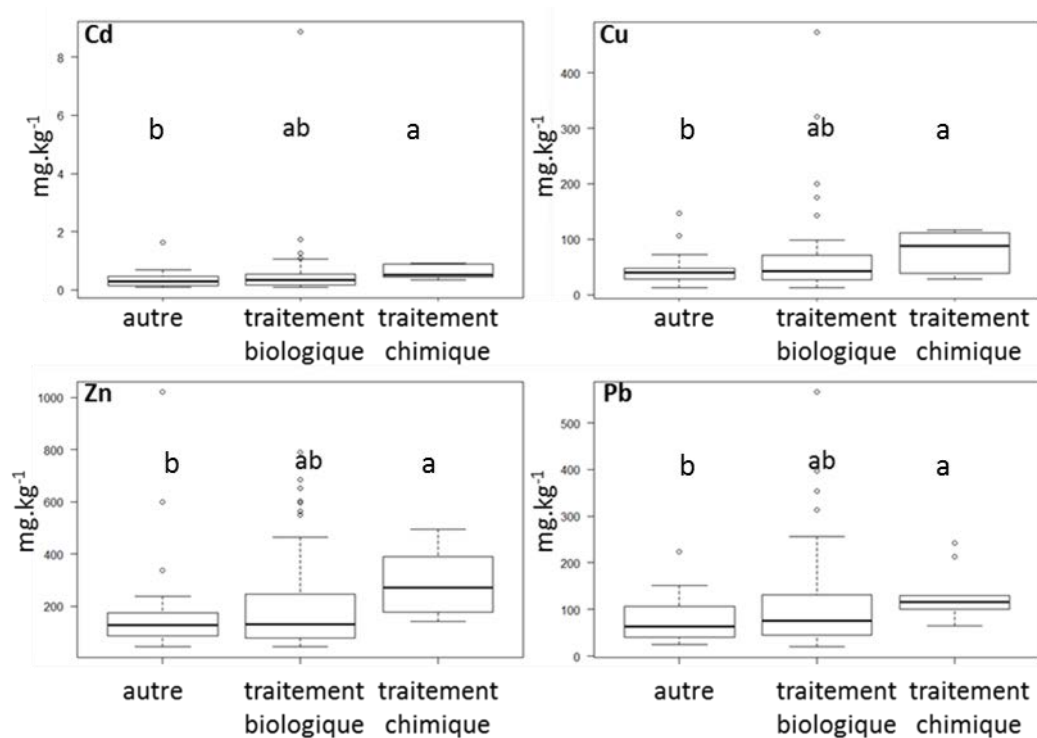 Cd
8
6
4
2
0
mg.kg-1
b
ab
a
autre
traitement biologique
traitement chimique
Cu
400
300
200
100
0
mg.kg-1
b
ab
a
autre
traitement biologique
traitement chimique
Zn
1000
800
600
400
200
mg.kg-1
b
ab
a
autre
traitement biologique
traitement chimique
Pb
500
400
300
200
100
0
mg.kg-1
b
ab
a
autre
traitement biologique
traitement chimique